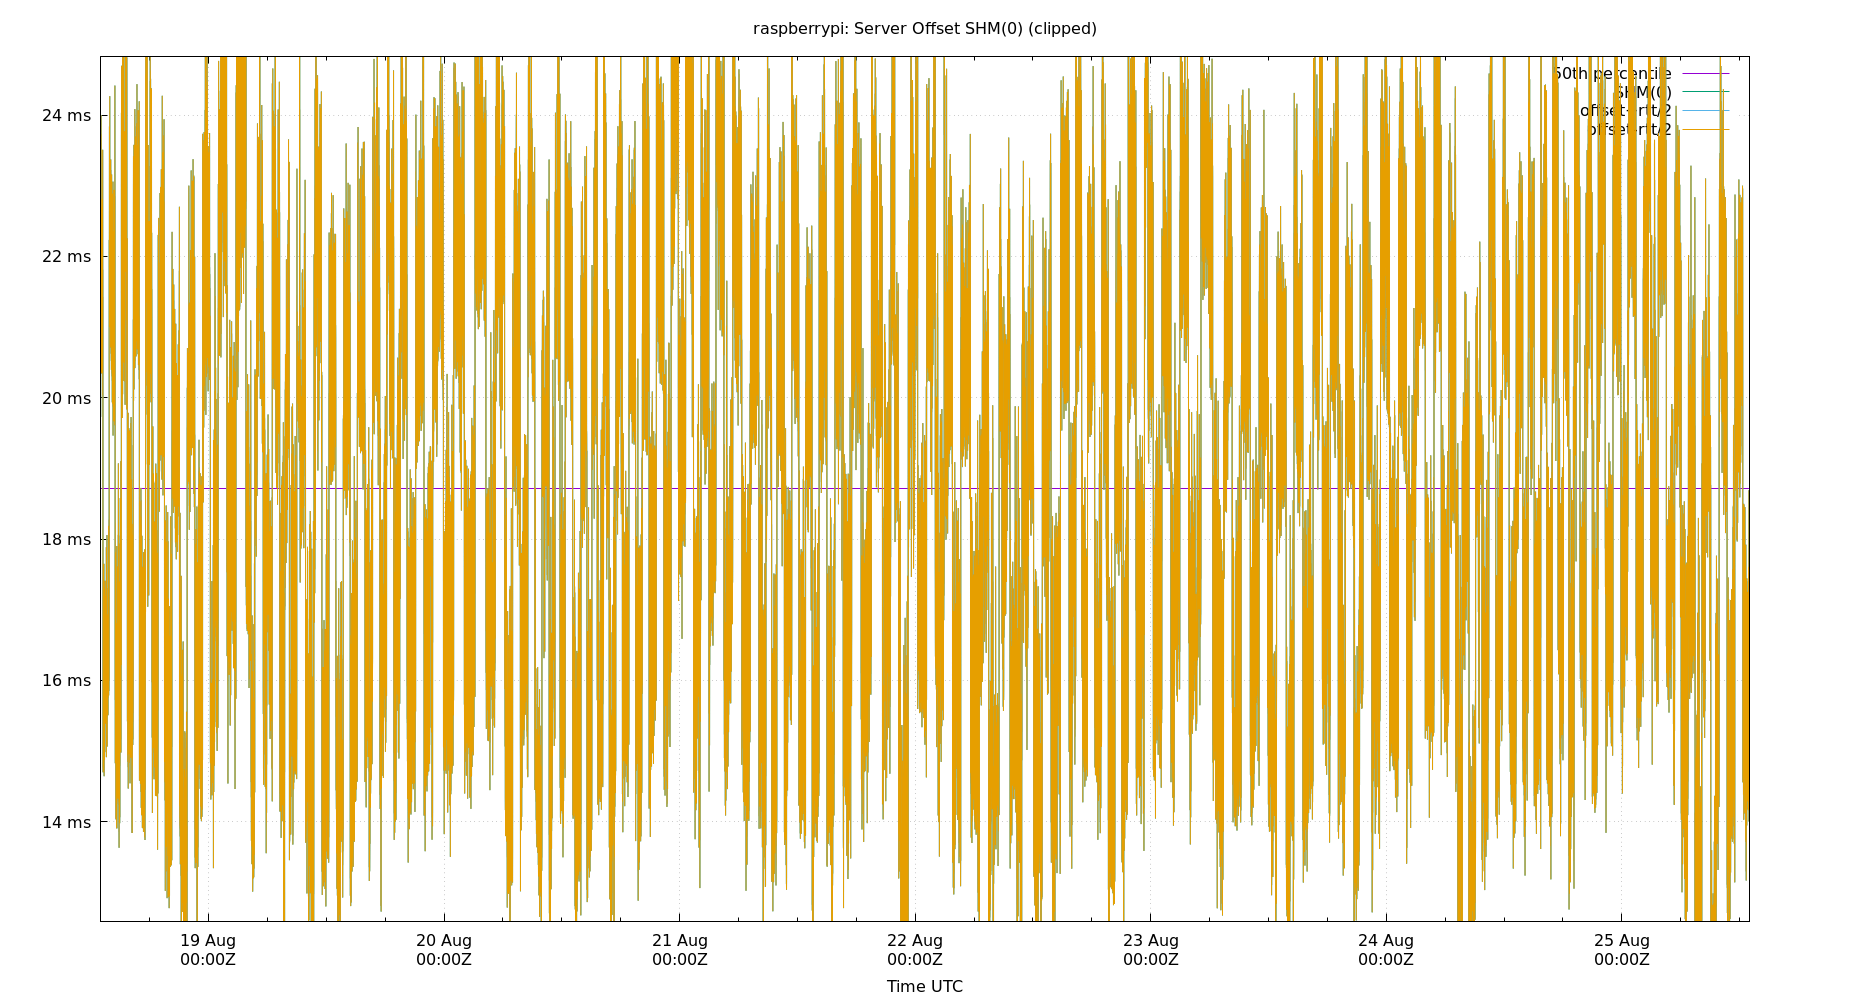 raspberrypi: Server Offset SHM(0) (clipped)
24 ms
22 ms
20 ms
18 ms
16 ms
14 ms
50th percentile
SHM(0)
offset+rtt/2
offset-rtt/2
19 Aug 20 Aug 21 Aug 22 Aug 23 Aug 24 Aug 25 Aug
00:00Z 00:00Z 00:00Z 00:00Z 00:00Z 00:00Z 00:00Z
Time UTC